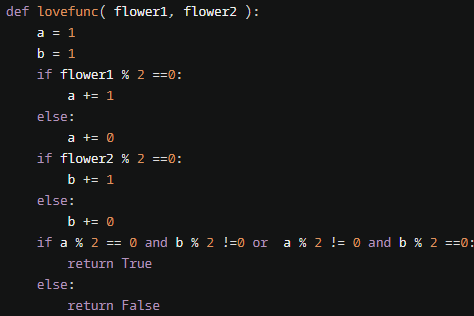 def lovefunc( flower1, flower2 ):
    a = 1
    b = 1
    if flower1 % 2 ==0:
        a += 1
    else:
        a += 0
    if flower2 % 2 ==0:
        b += 1
    else:
        b += 0
    if a % 2 == 0 and b % 2 !=0 or  a % 2 != 0 and b % 2 ==0:
        return True
    else:
        return False